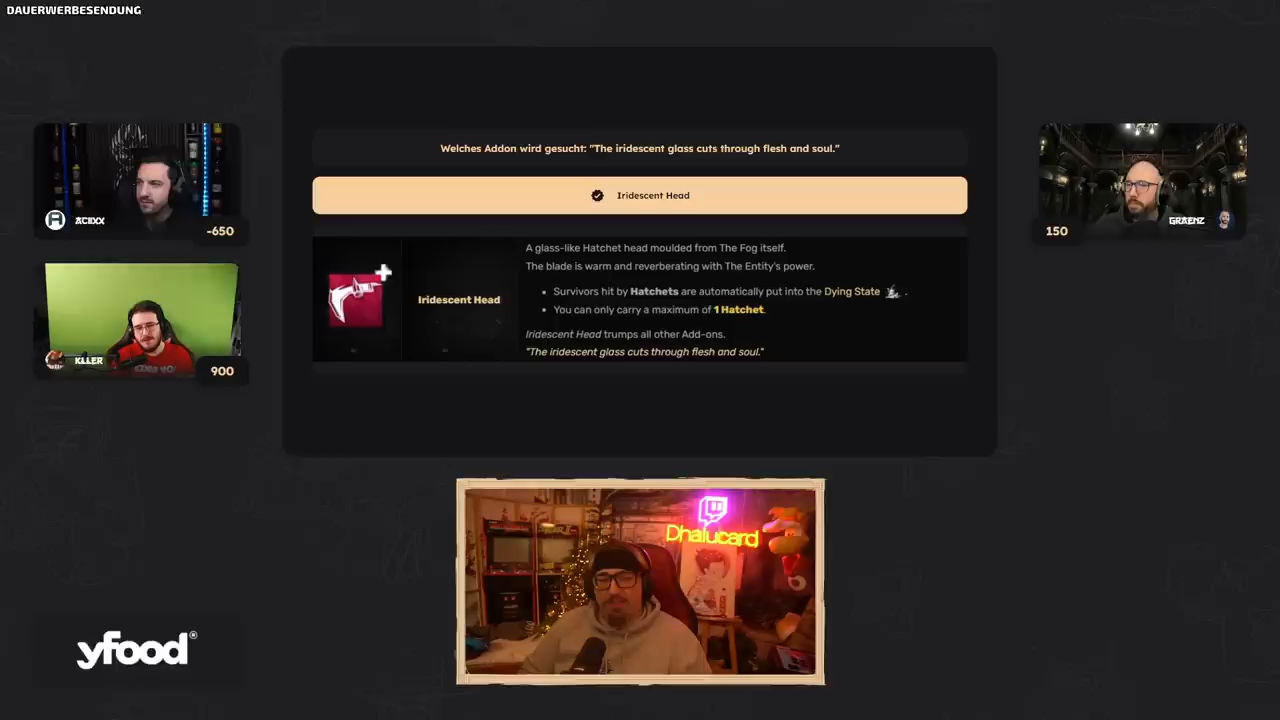 DAUERWERBESENDUNG
Welches Addon wird gesucht: "The iridescent glass cuts through flesh and soul."
Iridescent Head
A glass-like Hatchet head moulded from The Fog itself.
The blade is warm and reverberating with The Entity's power.
Iridescent Head
• Survivors hit by Hatchets are automatically put into the Dying State .
• You can only carry a maximum of 1 Hatchet.
Iridescent Head trumps all other Add-ons.
"The iridescent glass cuts through flesh and soul."
ACIIXX
-650
KLLER
900
GRAENZ
150
Dhalucard
yfood®